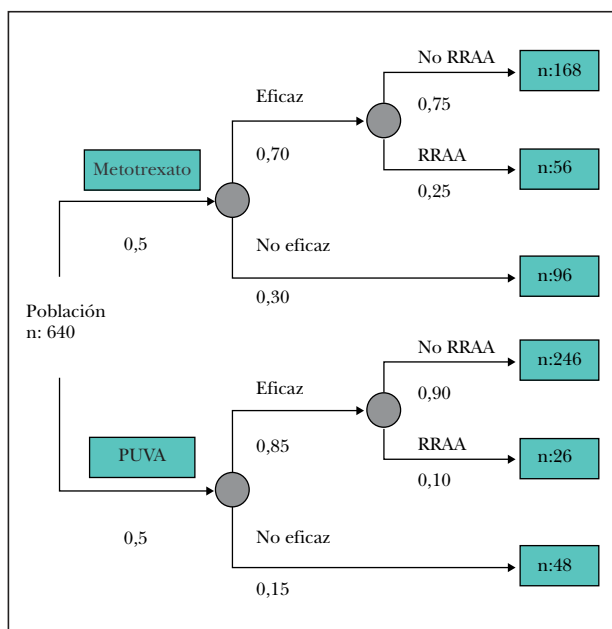 No RRAA
n:168
Eficaz
0,75
0,70
RRAA
n:56
Metotrexato
0,25
0,5
No eficaz
n:96
0,30
Población
n: 640
No RRAA
n:246
Eficaz
0,90
0,85
RRAA
n:26
PUVA
0,10
0,5
No eficaz
n:48
0,15